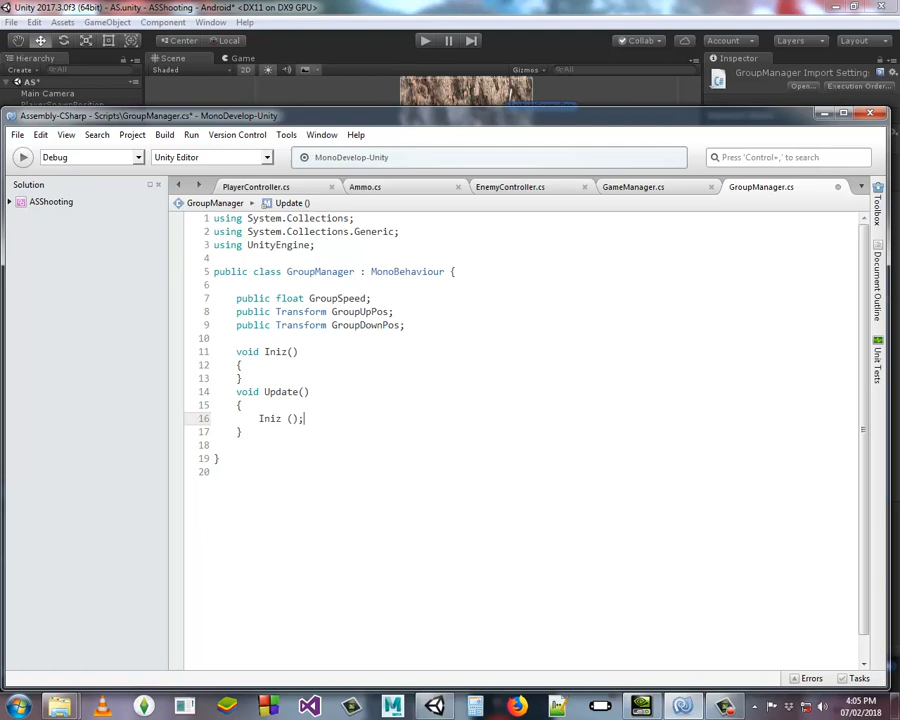 Unity 2017.3.0f3 (64bit) - AS.unity - ASShooting - Android* <DX11 on DX9 GPU>
File Edit Assets GameObject Component Window Help
Center Local Collab Account Layers Layout
Hierarchy Scene Game Inspector
Create All Shaded 2D Gizmos All GroupManager Import Setting
AS* Open... Execution Order...
Main Camera
PlayerSpawnPosition
Assembly-CSharp - Scripts\GroupManager.cs* - MonoDevelop-Unity
File Edit View Search Project Build Run Version Control Tools Window Help
Debug Unity Editor MonoDevelop-Unity Press 'Control+,' to search
Solution PlayerController.cs Ammo.cs EnemyController.cs GameManager.cs GroupManager.cs
ASShooting GroupManager Update ()
Toolbox
Document Outline
Unit Tests
1 using System.Collections;
2 using System.Collections.Generic;
3 using UnityEngine;
4
5 public class GroupManager : MonoBehaviour {
6
7 public float GroupSpeed;
8 public Transform GroupUpPos;
9 public Transform GroupDownPos;
10
11 void Iniz()
12 {
13 }
14 void Update()
15 {
16 Iniz ();
17 }
18
19 }
20
Errors Tasks
4:05 PM
07/02/2018